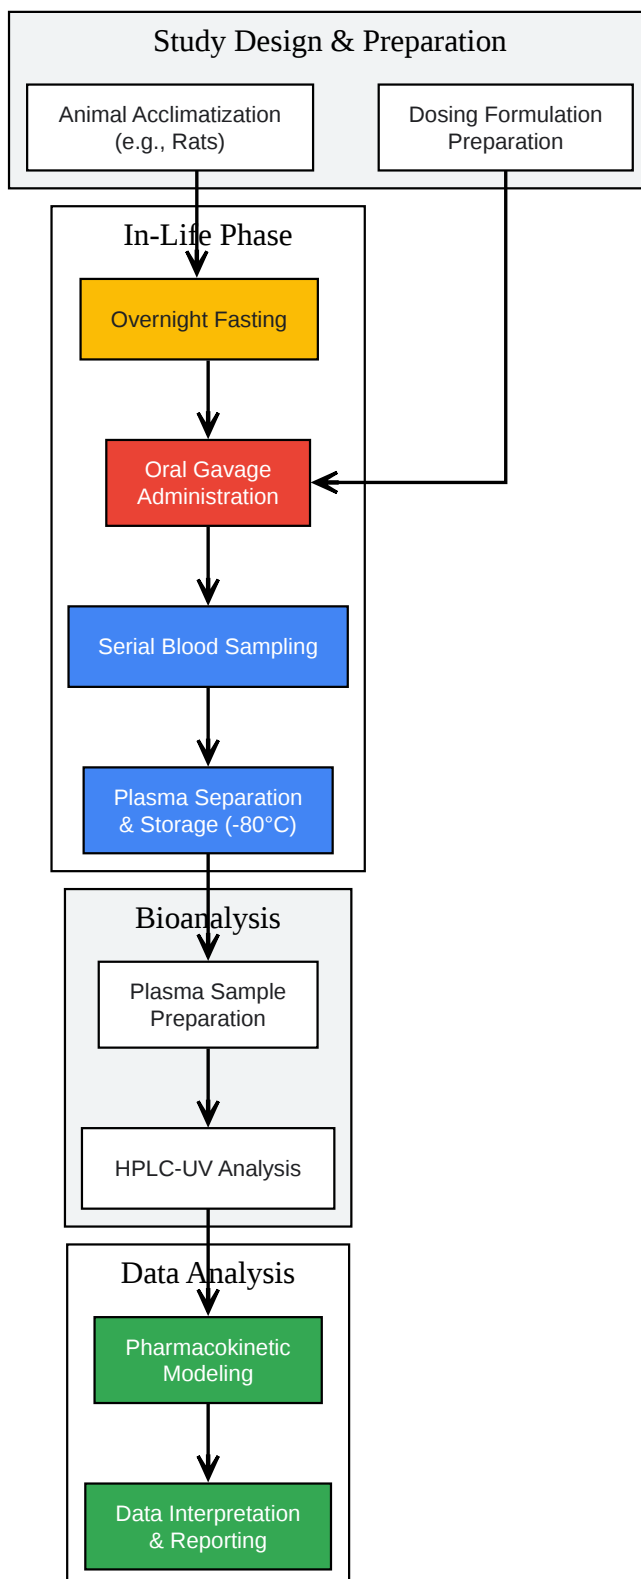 Study Design & Preparation
Animal Acclimatization
(e.g., Rats)
Dosing Formulation
Preparation
In-Life Phase
Overnight Fasting
Oral Gavage
Administration
Serial Blood Sampling
Plasma Separation
& Storage (-80°C)
Bioanalysis
Plasma Sample
Preparation
HPLC-UV Analysis
Data Analysis
Pharmacokinetic
Modeling
Data Interpretation
& Reporting